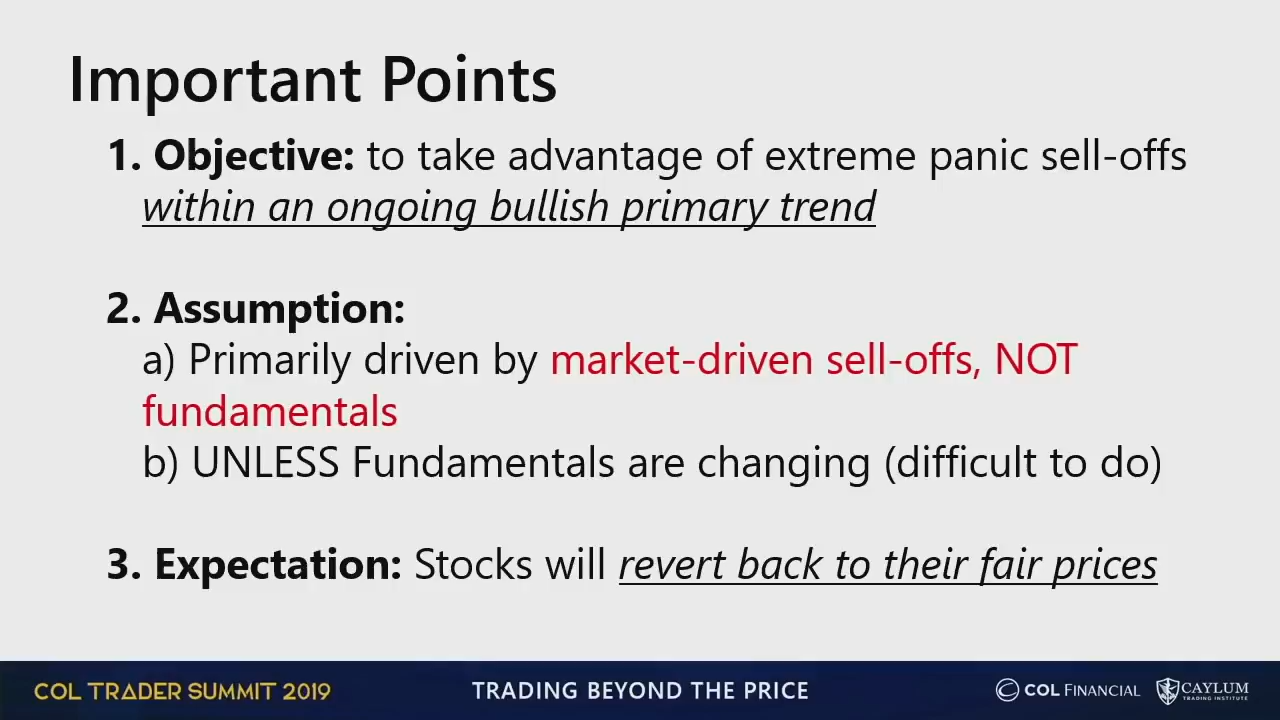 Important Points
1. Objective: to take advantage of extreme panic sell-offs
within an ongoing bullish primary trend
2. Assumption:
a) Primarily driven by market-driven sell-offs, NOT
fundamentals
b) UNLESS Fundamentals are changing (difficult to do)
3. Expectation: Stocks will revert back to their fair prices
COL TRADER SUMMIT 2019
TRADING BEYOND THE PRICE
COL FINANCIAL
CAYLUM
TRADING INSTITUTE